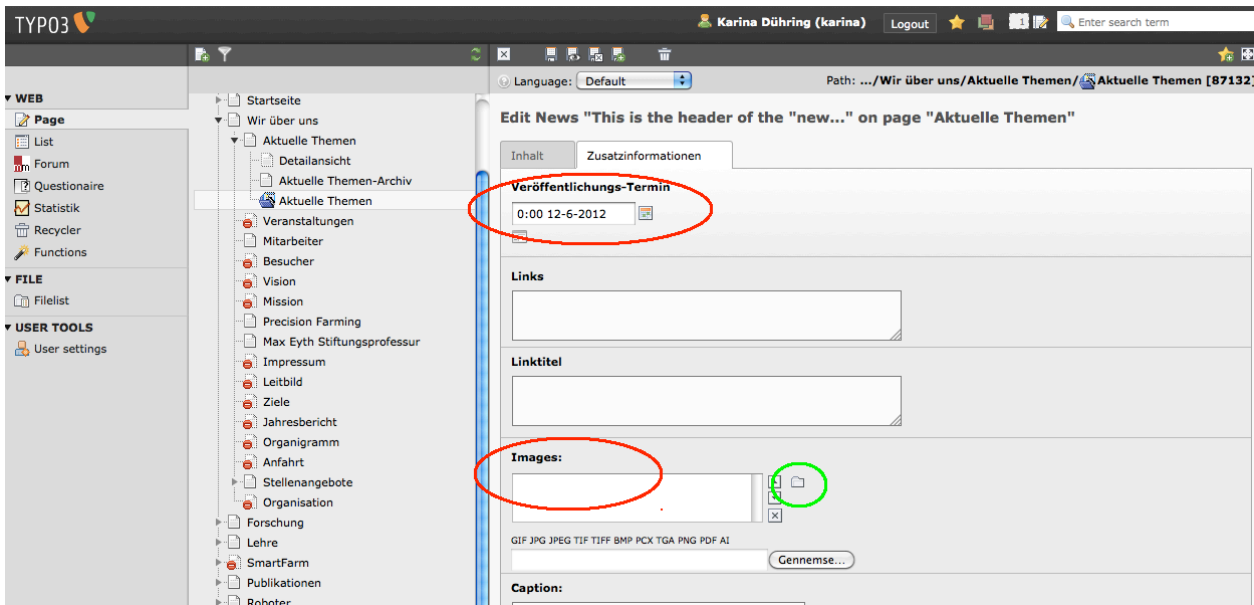 TYPO3
Karina Dühring (karina)
Logout
1
Enter search term
Language: Default
Path: .../Wir über uns/Aktuelle Themen/Aktuelle Themen [87132]
WEB
Page
List
Forum
Questionaire
Statistik
Recycler
Functions
FILE
Filelist
USER TOOLS
User settings
Startseite
Wir über uns
Aktuelle Themen
Detailansicht
Aktuelle Themen-Archiv
Aktuelle Themen
Veranstaltungen
Mitarbeiter
Besucher
Vision
Mission
Precision Farming
Max Eyth Stiftungsprofessur
Impressum
Leitbild
Ziele
Jahresbericht
Organigramm
Anfahrt
Stellenangebote
Organisation
Forschung
Lehre
SmartFarm
Publikationen
Roboter
Edit News "This is the header of the "new..." on page "Aktuelle Themen"
Inhalt
Zusatzinformationen
Veröffentlichungs-Termin
0:00 12-6-2012
Links
Linktitel
Images:
GIF JPG JPEG TIF TIFF BMP PCX TGA PNG PDF AI
Gennemse...
Caption: